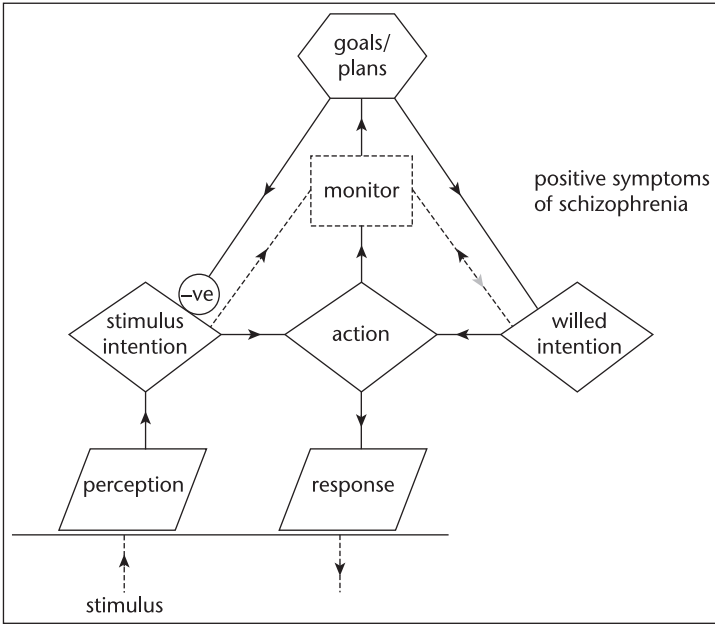 goals/
plans
monitor
positive symptoms
of schizophrenia
–ve
stimulus
intention
action
willed
intention
perception
response
stimulus